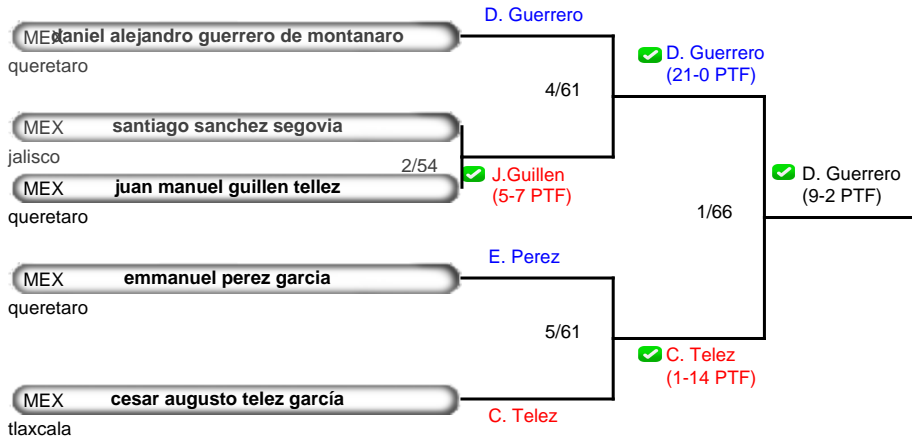 D. Guerrero
MEX daniel alejandro guerrero de montanaro
queretaro
D. Guerrero
(21-0 PTF)
4/61
MEX santiago sanchez segovia
jalisco
2/54
MEX juan manuel guillen tellez
queretaro
J.Guillen
(5-7 PTF)
D. Guerrero
(9-2 PTF)
1/66
E. Perez
MEX emmanuel perez garcia
queretaro
5/61
C. Telez
(1-14 PTF)
MEX cesar augusto telez garcía
tlaxcala
C. Telez